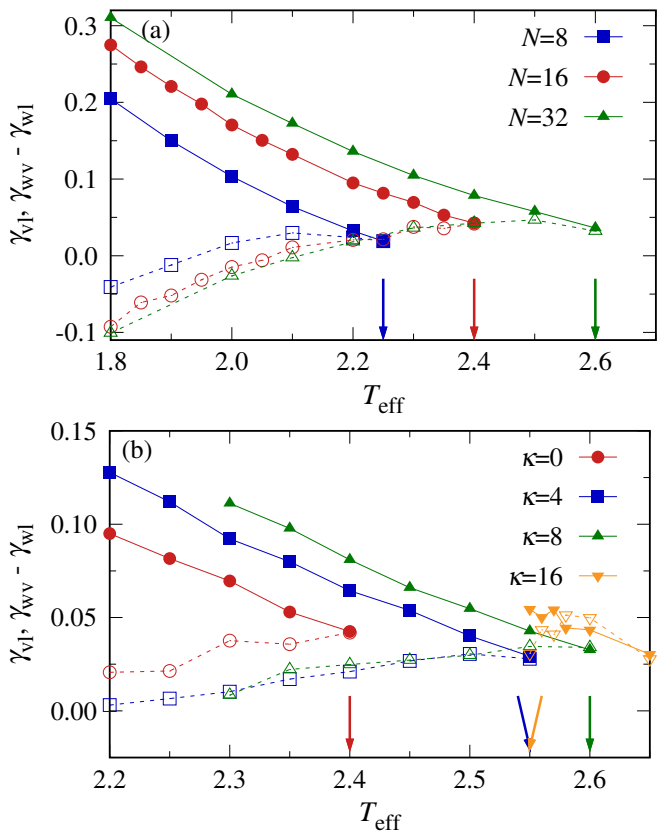 (a)
N=8
N=16
N=32
0.3
0.2
0.1
0.0
-0.1
γvl, γwv - γwl
1.8 2.0 2.2 2.4 2.6
Teff
(b)
κ=0
κ=4
κ=8
κ=16
0.15
0.10
0.05
0.00
γvl, γwv - γwl
2.2 2.3 2.4 2.5 2.6
Teff